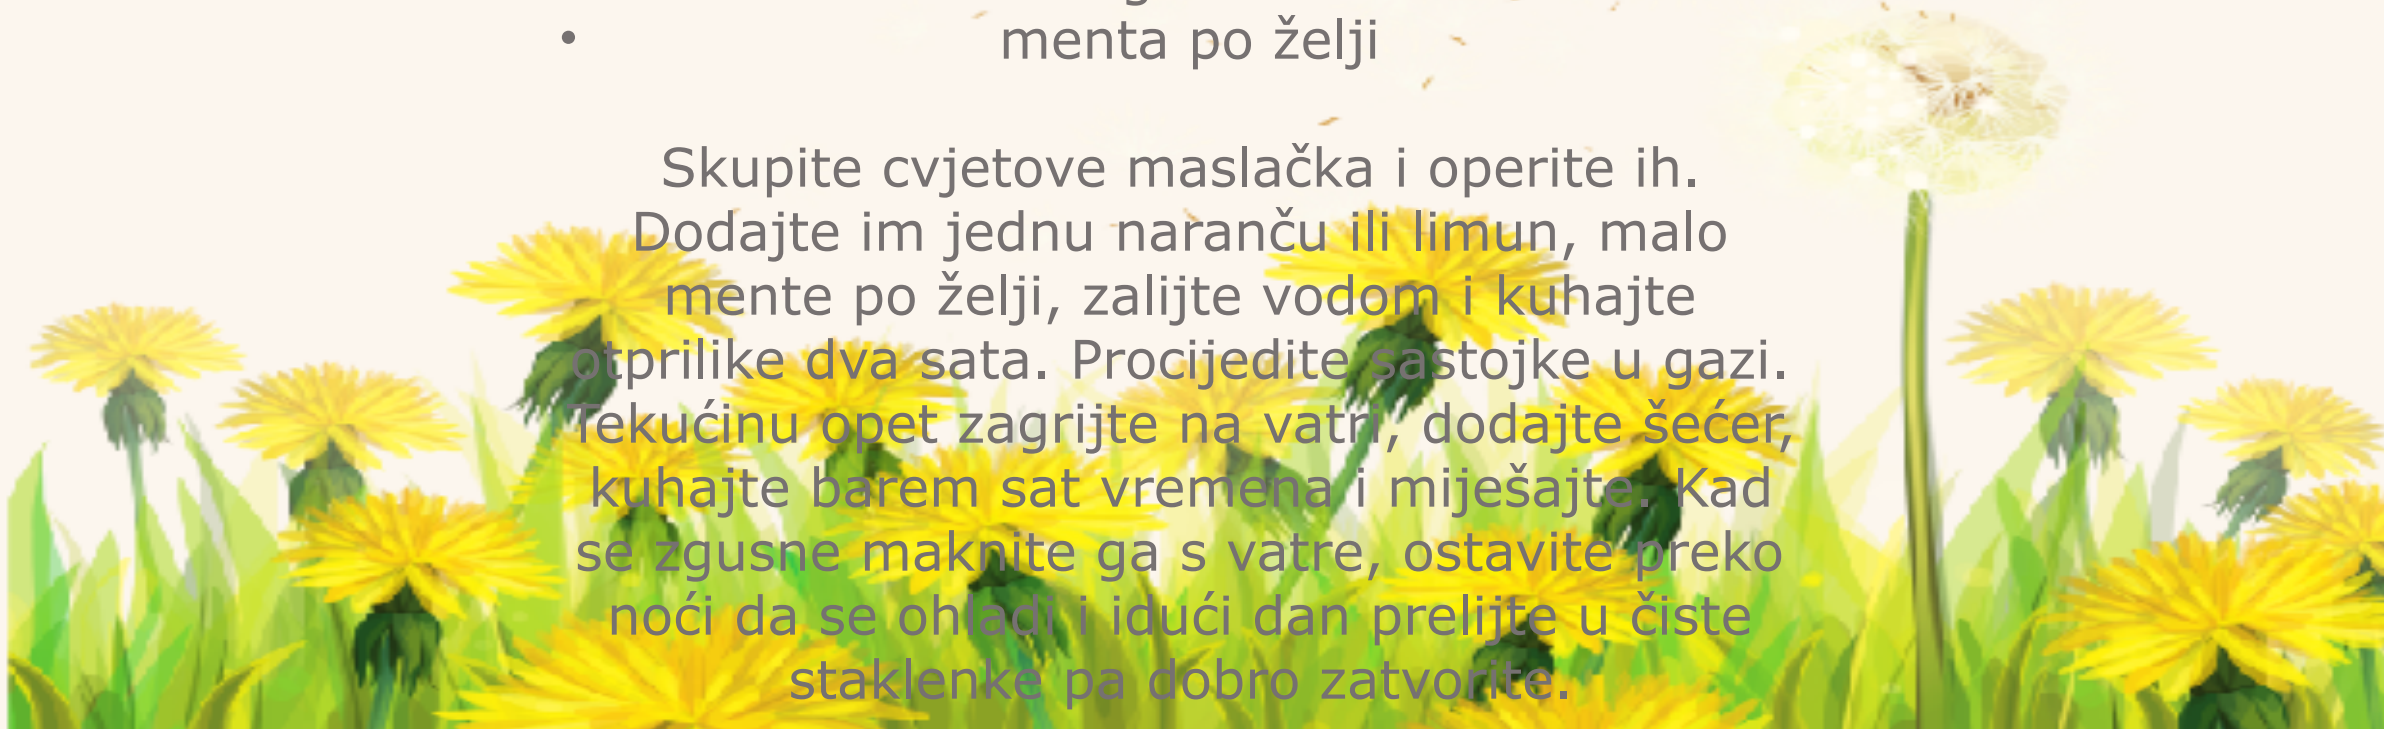 • menta po želji
Skupite cvjetove maslačka i operite ih.
Dodajte im jednu naranču ili limun, malo
mente po želji, zalijte vodom i kuhajte
otprilike dva sata. Procijedite sastojke u gazi.
Tekućinu opet zagrijte na vatri, dodajte šećer,
kuhajte barem sat vremena i miješajte. Kad
se zgusne maknite ga s vatre, ostavite preko
noći da se ohladi i idući dan prelijte u čiste
staklenke pa dobro zatvorite.